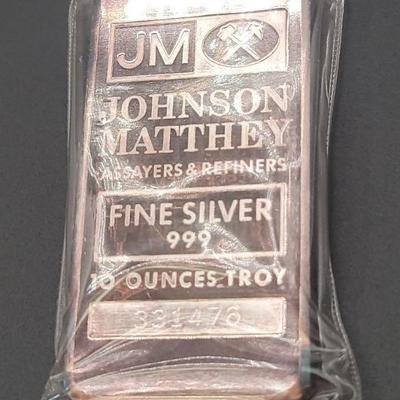 JM
JOHNSON
MATTHEY
ASSAYERS & REFINERS
FINE SILVER
999
10 OUNCES TROY
331476